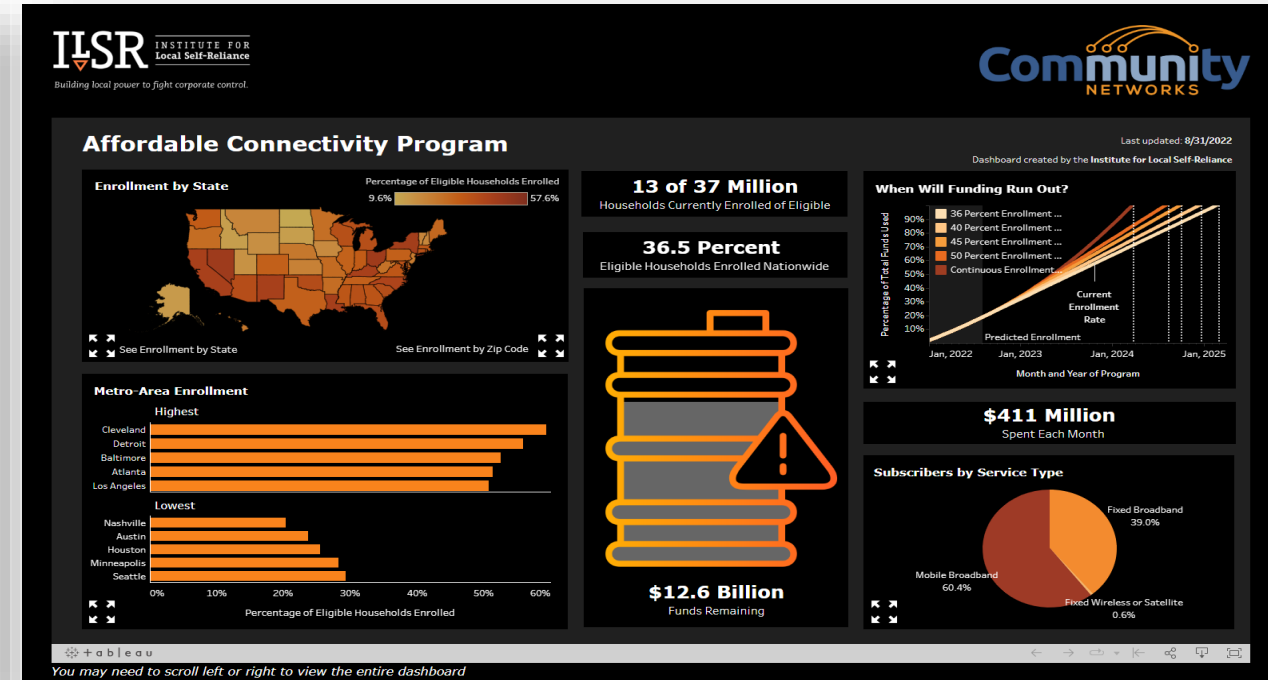 ILSR
INSTITUTE FOR
Local Self-Reliance
Building local power to fight corporate control.
Community
NETWORKS
Affordable Connectivity Program
Last updated: 8/31/2022
Dashboard created by the Institute for Local Self-Reliance
Enrollment by State
Percentage of Eligible Households Enrolled
9.6% 57.6%
See Enrollment by State
See Enrollment by Zip Code
Metro-Area Enrollment
Highest
Cleveland
Detroit
Baltimore
Atlanta
Los Angeles
Lowest
Nashville
Austin
Houston
Minneapolis
Seattle
0% 10% 20% 30% 40% 50% 60%
Percentage of Eligible Households Enrolled
13 of 37 Million
Households Currently Enrolled of Eligible
36.5 Percent
Eligible Households Enrolled Nationwide
$12.6 Billion
Funds Remaining
When Will Funding Run Out?
Percentage of Total Funds Used
90%
80%
70%
60%
50%
40%
30%
20%
10%
36 Percent Enrollment ...
40 Percent Enrollment ...
45 Percent Enrollment ...
50 Percent Enrollment ...
Continuous Enrollment...
Current
Enrollment
Rate
Predicted Enrollment
Jan, 2022 Jan, 2023 Jan, 2024 Jan, 2025
Month and Year of Program
$411 Million
Spent Each Month
Subscribers by Service Type
Fixed Broadband
39.0%
Mobile Broadband
60.4%
Fixed Wireless or Satellite
0.6%
+ a b | e a u
You may need to scroll left or right to view the entire dashboard